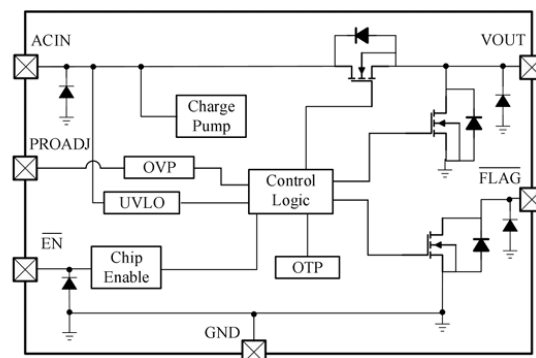 ACIN
VOUT
Charge
Pump
PROADJ
OVP
UVLO
Control
Logic
FLAG
EN
Chip
Enable
OTP
GND